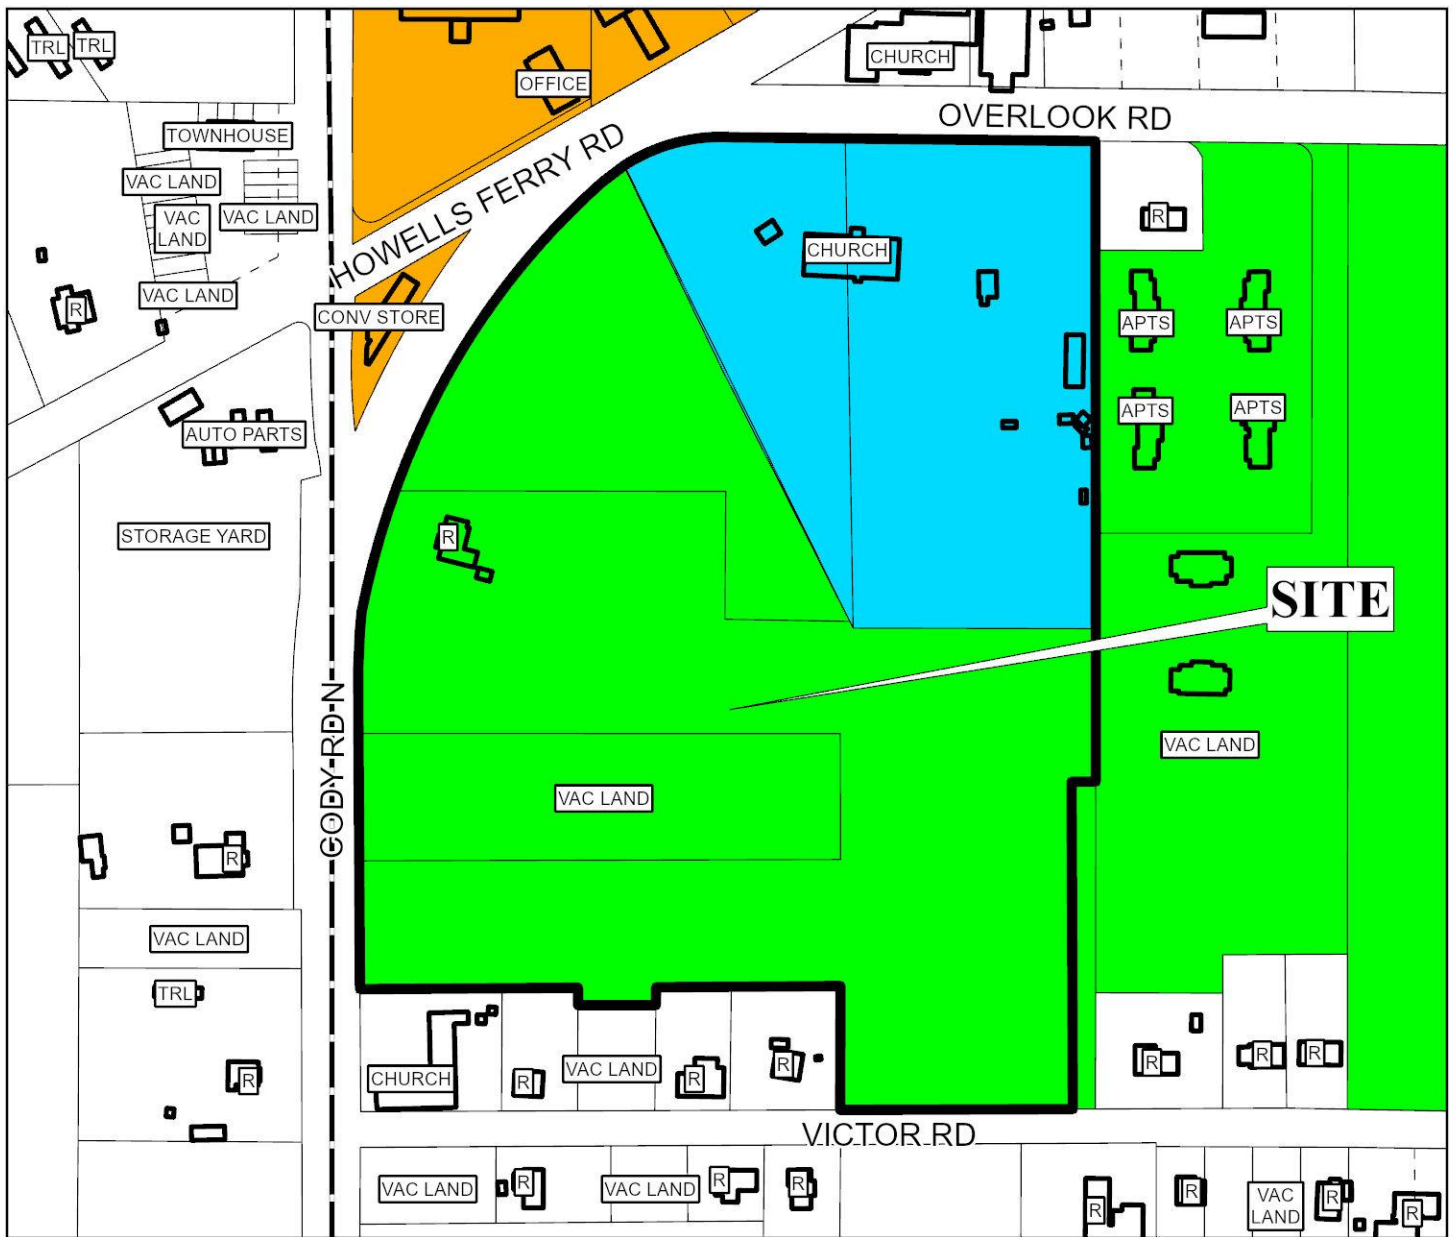 TRL
TRL
CHURCH
OFFICE
OVERLOOK RD
TOWNHOUSE
HOWELLS FERRY RD
VAC LAND
VAC
LAND
VAC LAND
R
CHURCH
VAC LAND
R
CONV STORE
APTS
APTS
APTS
APTS
AUTO PARTS
STORAGE YARD
R
SITE
CODY RD N
VAC LAND
VAC LAND
R
VAC LAND
TRL
R
CHURCH
R
VAC LAND
R
R
R
R
R
VICTOR RD
VAC LAND
R
VAC LAND
R
R
R
R
VAC
LAND
R
R